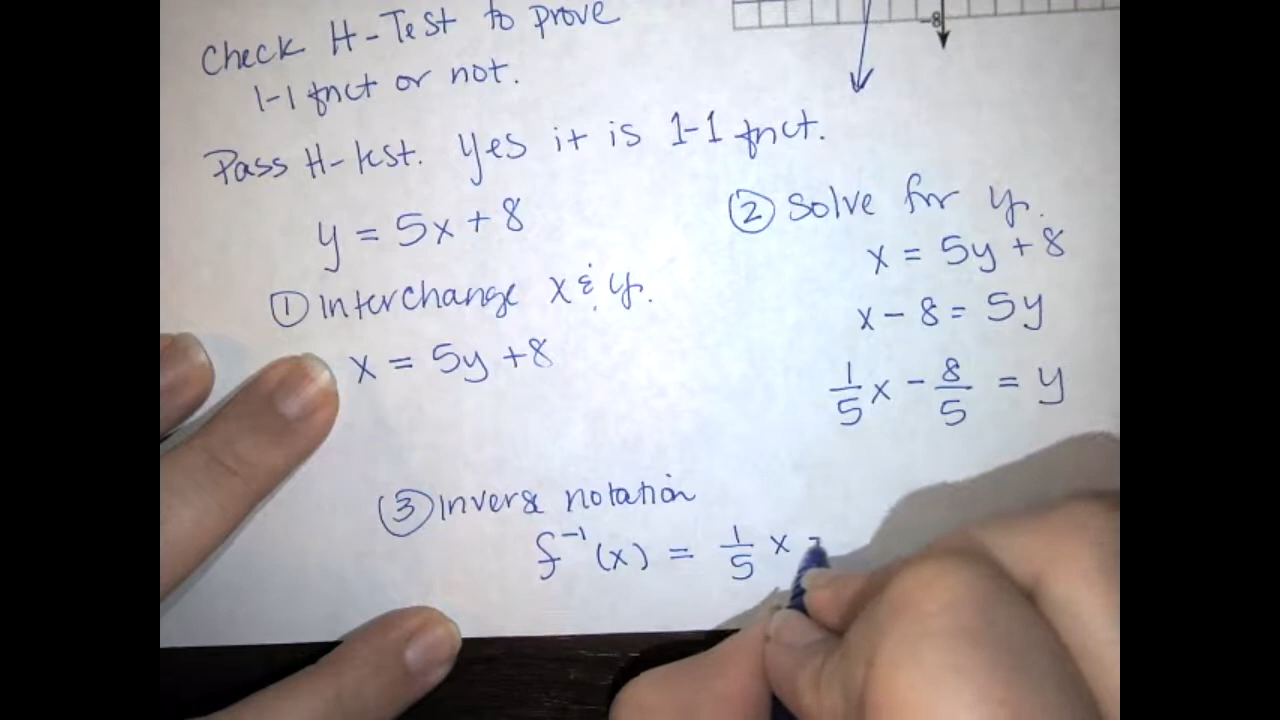 -8
Check H-Test to prove
1-1 fnct or not.
Pass H-test. Yes it is 1-1 fnct.
y = 5x + 8
① Interchange x & y.
x = 5y + 8
② Solve for y.
x = 5y + 8
x - 8 = 5y
1/5 x - 8/5 = y
③ Inverse notation
f⁻¹(x) = 1/5 x -